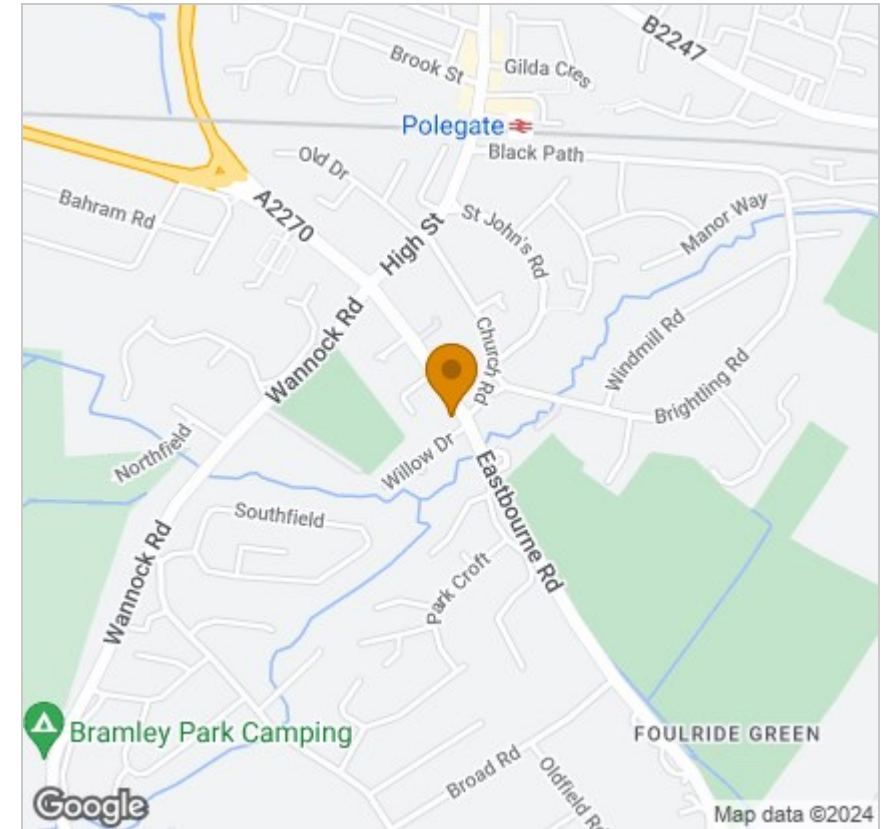 B2247
Brook St
Gilda Cres
Polegate
Black Path
Old Dr
Bahram Rd
A2270
High St
St John's Rd
Manor Way
Wannock Rd
Church Rd
Windmill Rd
Brightling Rd
Northfield
Willow Dr
Eastbourne Rd
Southfield
Wannock Rd
Park Croft
Bramley Park Camping
FOULRIDE GREEN
Broad Rd
Oldfield Rd
Google
Map data ©2024